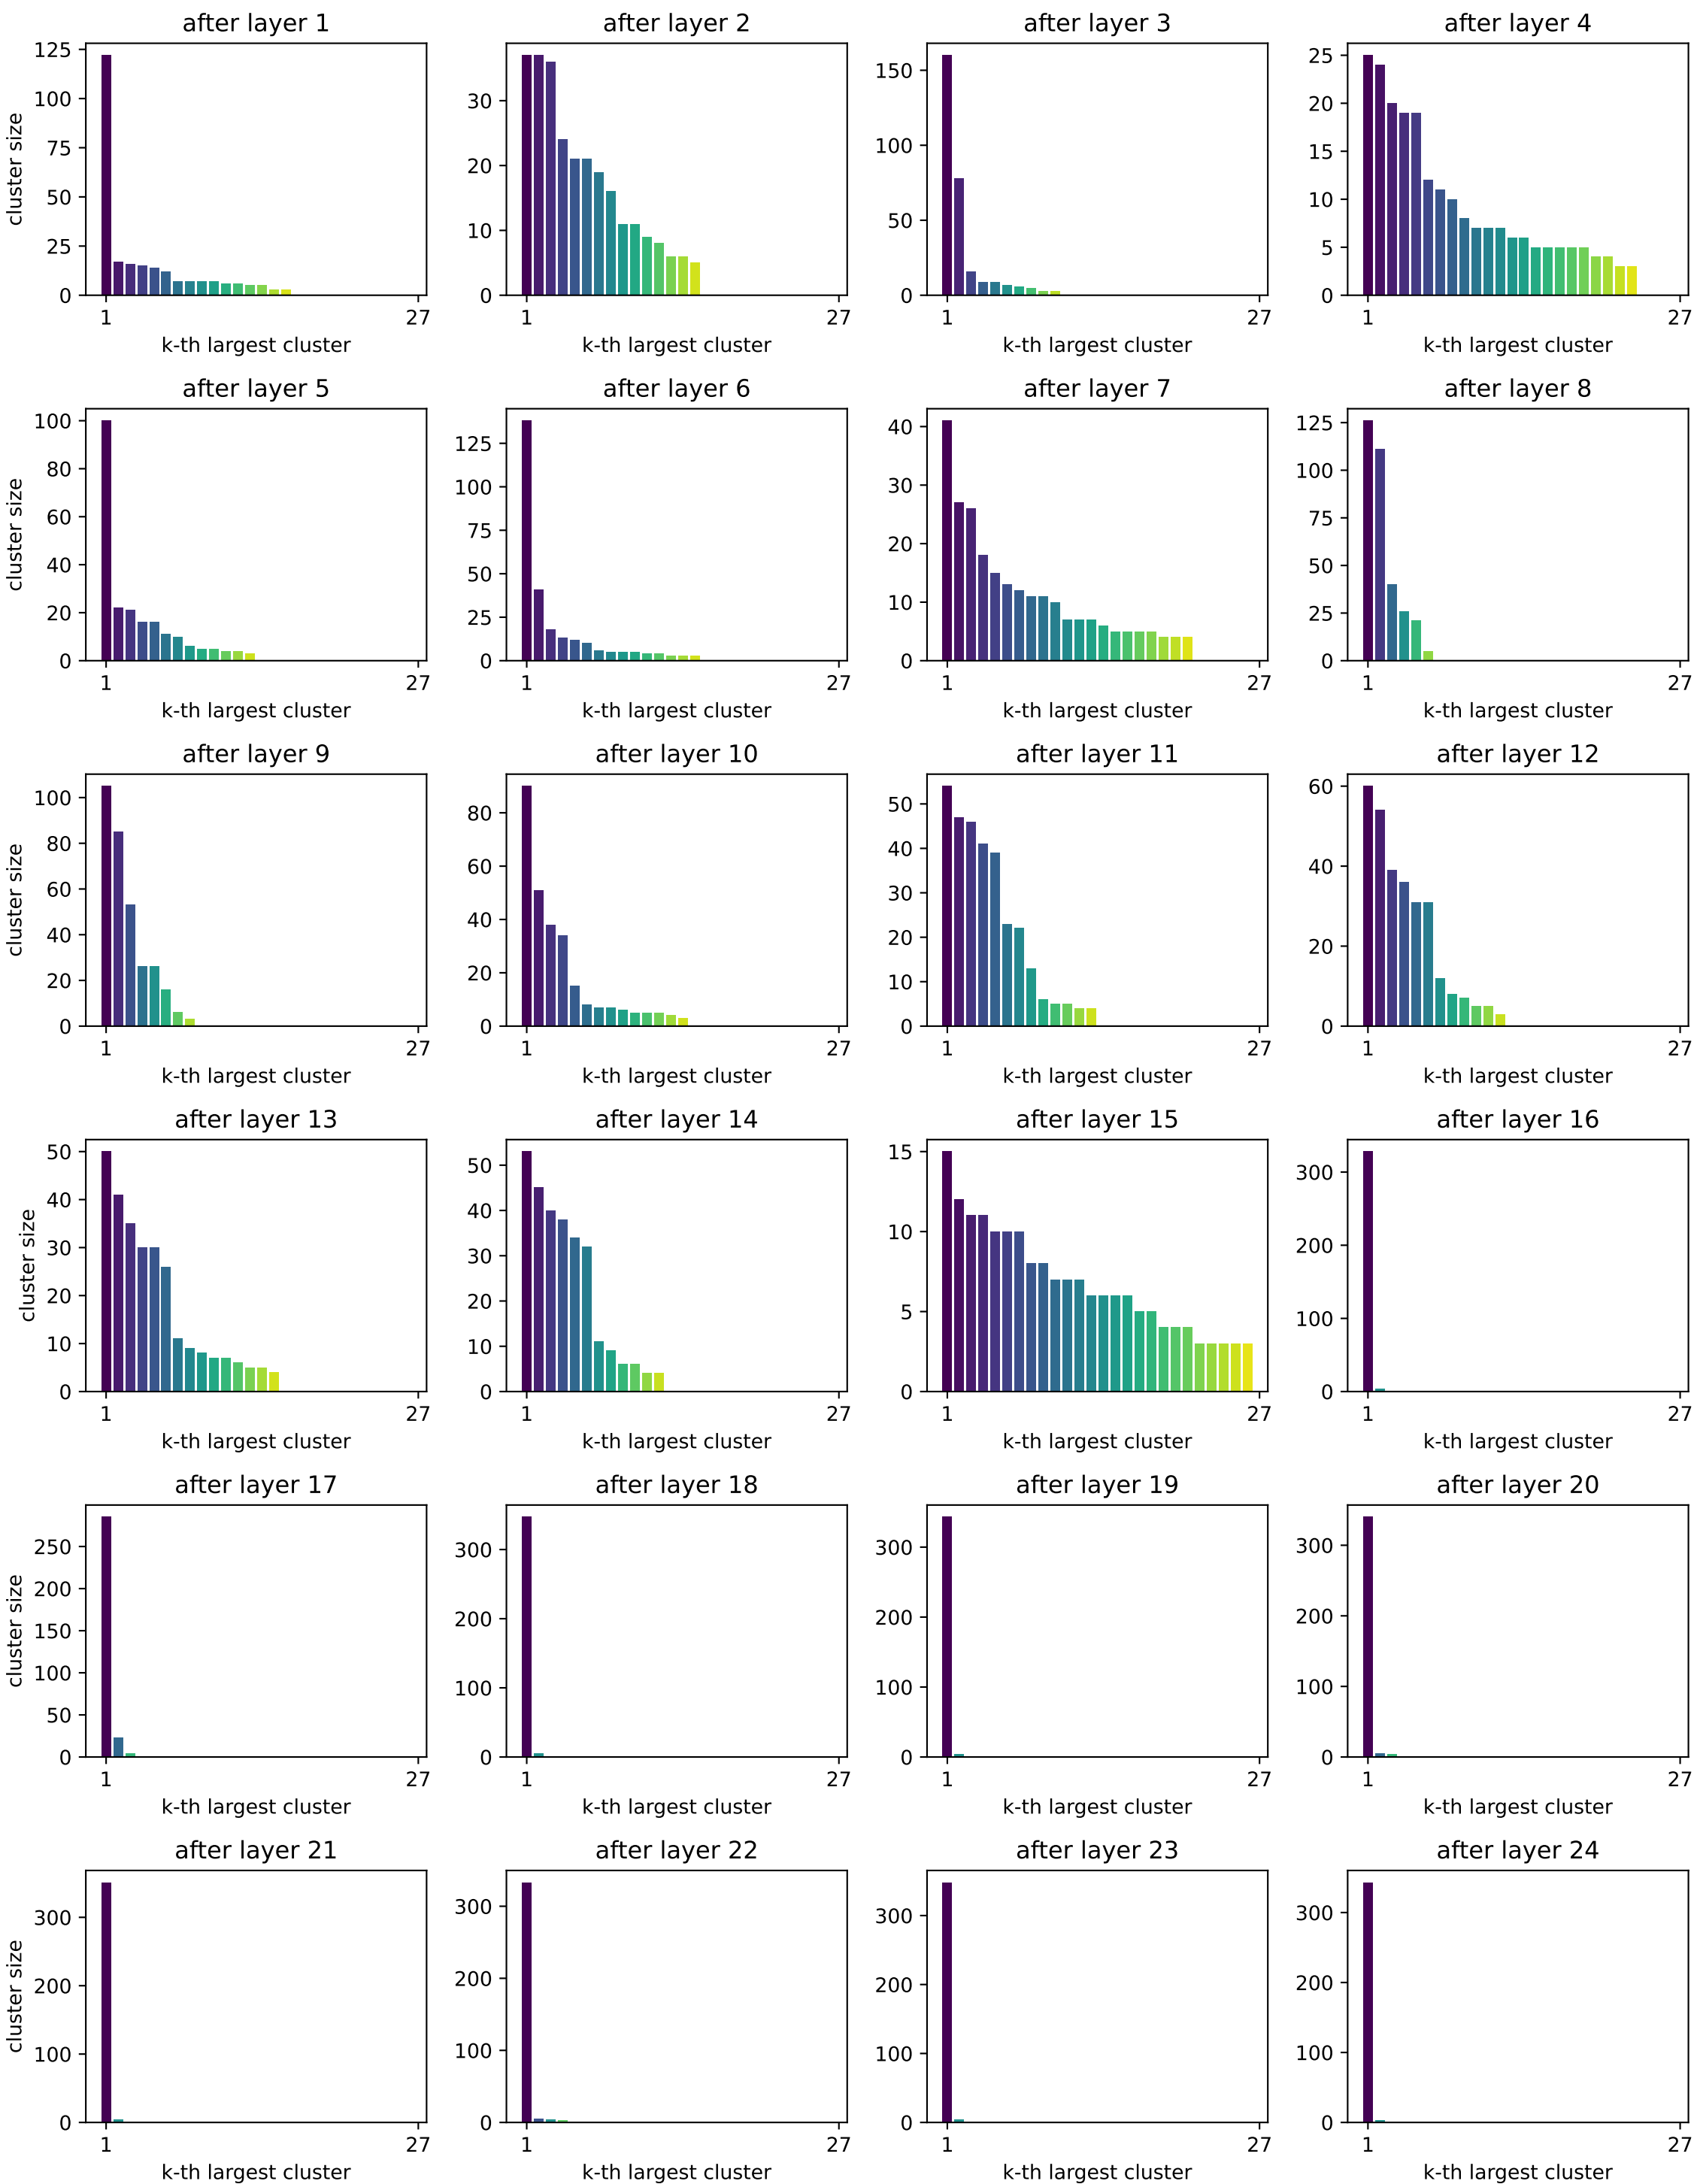 after layer 1
after layer 2
after layer 3
after layer 4
cluster size
125
100
75
50
25
0
30
20
10
0
150
100
50
0
25
20
15
10
5
0
1 27
1 27
1 27
1 27
k-th largest cluster
k-th largest cluster
k-th largest cluster
k-th largest cluster
after layer 5
after layer 6
after layer 7
after layer 8
cluster size
100
80
60
40
20
0
125
100
75
50
25
0
40
30
20
10
0
125
100
75
50
25
0
1 27
1 27
1 27
1 27
k-th largest cluster
k-th largest cluster
k-th largest cluster
k-th largest cluster
after layer 9
after layer 10
after layer 11
after layer 12
cluster size
100
80
60
40
20
0
80
60
40
20
0
50
40
30
20
10
0
60
40
20
0
1 27
1 27
1 27
1 27
k-th largest cluster
k-th largest cluster
k-th largest cluster
k-th largest cluster
after layer 13
after layer 14
after layer 15
after layer 16
cluster size
50
40
30
20
10
0
50
40
30
20
10
0
15
10
5
0
300
200
100
0
1 27
1 27
1 27
1 27
k-th largest cluster
k-th largest cluster
k-th largest cluster
k-th largest cluster
after layer 17
after layer 18
after layer 19
after layer 20
cluster size
250
200
150
100
50
0
300
200
100
0
300
200
100
0
300
200
100
0
1 27
1 27
1 27
1 27
k-th largest cluster
k-th largest cluster
k-th largest cluster
k-th largest cluster
after layer 21
after layer 22
after layer 23
after layer 24
cluster size
300
200
100
0
300
200
100
0
300
200
100
0
300
200
100
0
1 27
1 27
1 27
1 27
k-th largest cluster
k-th largest cluster
k-th largest cluster
k-th largest cluster